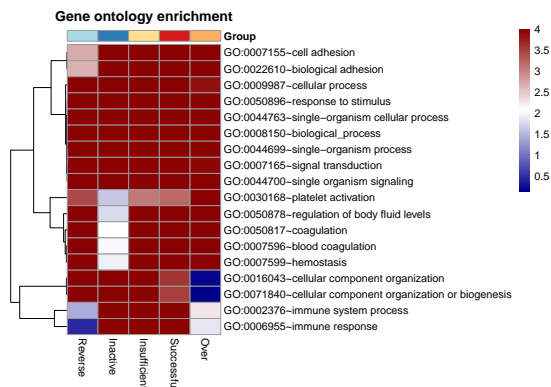 Gene ontology enrichment
Group
GO:0007155~cell adhesion
GO:0022610~biological adhesion
GO:0009987~cellular process
GO:0050896~response to stimulus
GO:0044763~single-organism cellular process
GO:0008150~biological_process
GO:0044699~single-organism process
GO:0007165~signal transduction
GO:0044700~single organism signaling
GO:0030168~platelet activation
GO:0050878~regulation of body fluid levels
GO:0050817~coagulation
GO:0007596~blood coagulation
GO:0007599~hemostasis
GO:0016043~cellular component organization
GO:0071840~cellular component organization or biogenesis
GO:0002376~immune system process
GO:0006955~immune response
Reverse
Inactive
Insufficient
Successful
Over
4
3.5
3
2.5
2
1.5
1
0.5